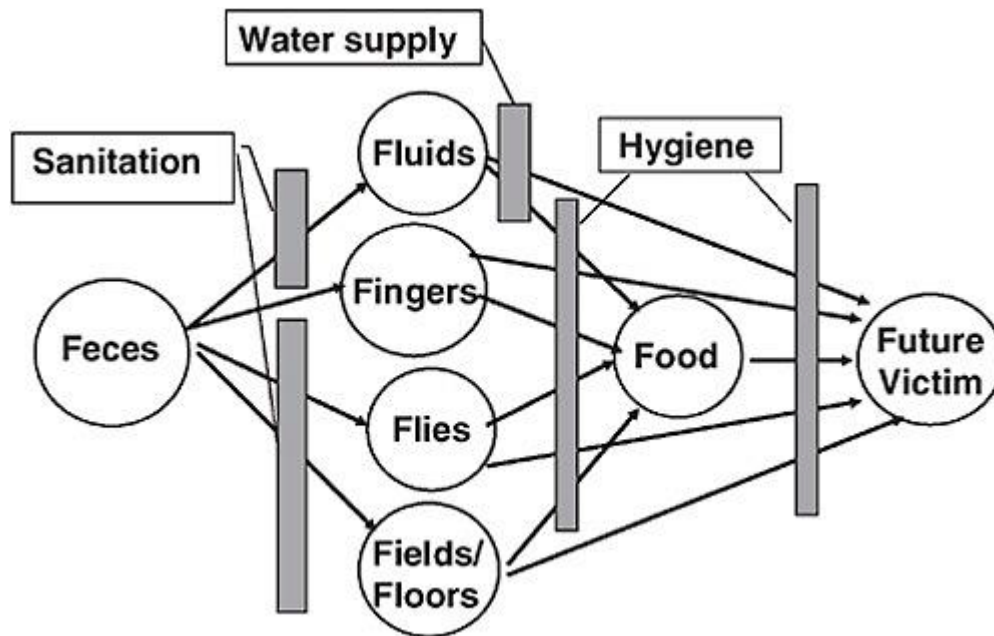 Water supply
Sanitation
Hygiene
Feces
Fluids
Fingers
Flies
Fields/
Floors
Food
Future
Victim